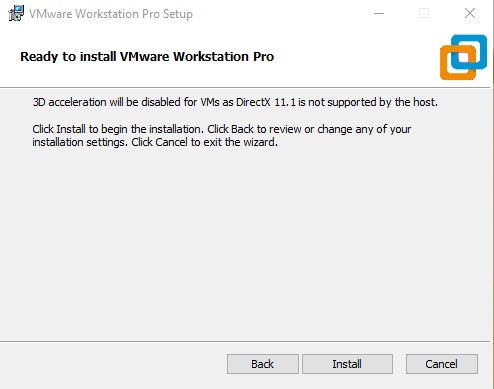 VMware Workstation Pro Setup
Ready to install VMware Workstation Pro
3D acceleration will be disabled for VMs as DirectX 11.1 is not supported by the host.
Click Install to begin the installation. Click Back to review or change any of your
installation settings. Click Cancel to exit the wizard.
Back Install Cancel